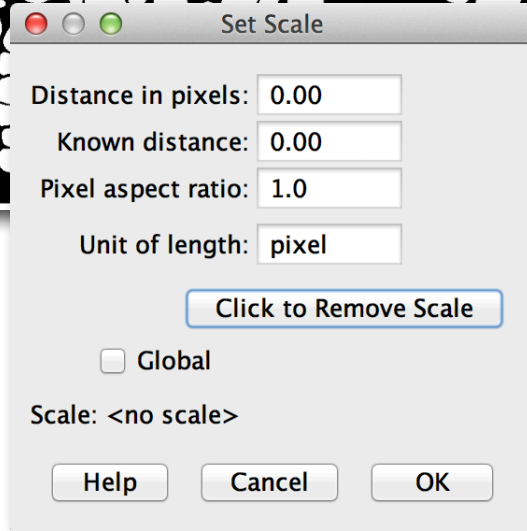 Set Scale
Distance in pixels: 0.00
Known distance: 0.00
Pixel aspect ratio: 1.0
Unit of length: pixel
Click to Remove Scale
Global
Scale: <no scale>
Help Cancel OK